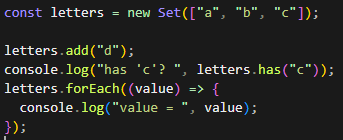 const letters = new Set(["a", "b", "c"]);
letters.add("d");
console.log("has 'c'? ", letters.has("c"));
letters.forEach((value) => {
  console.log("value = ", value);
});